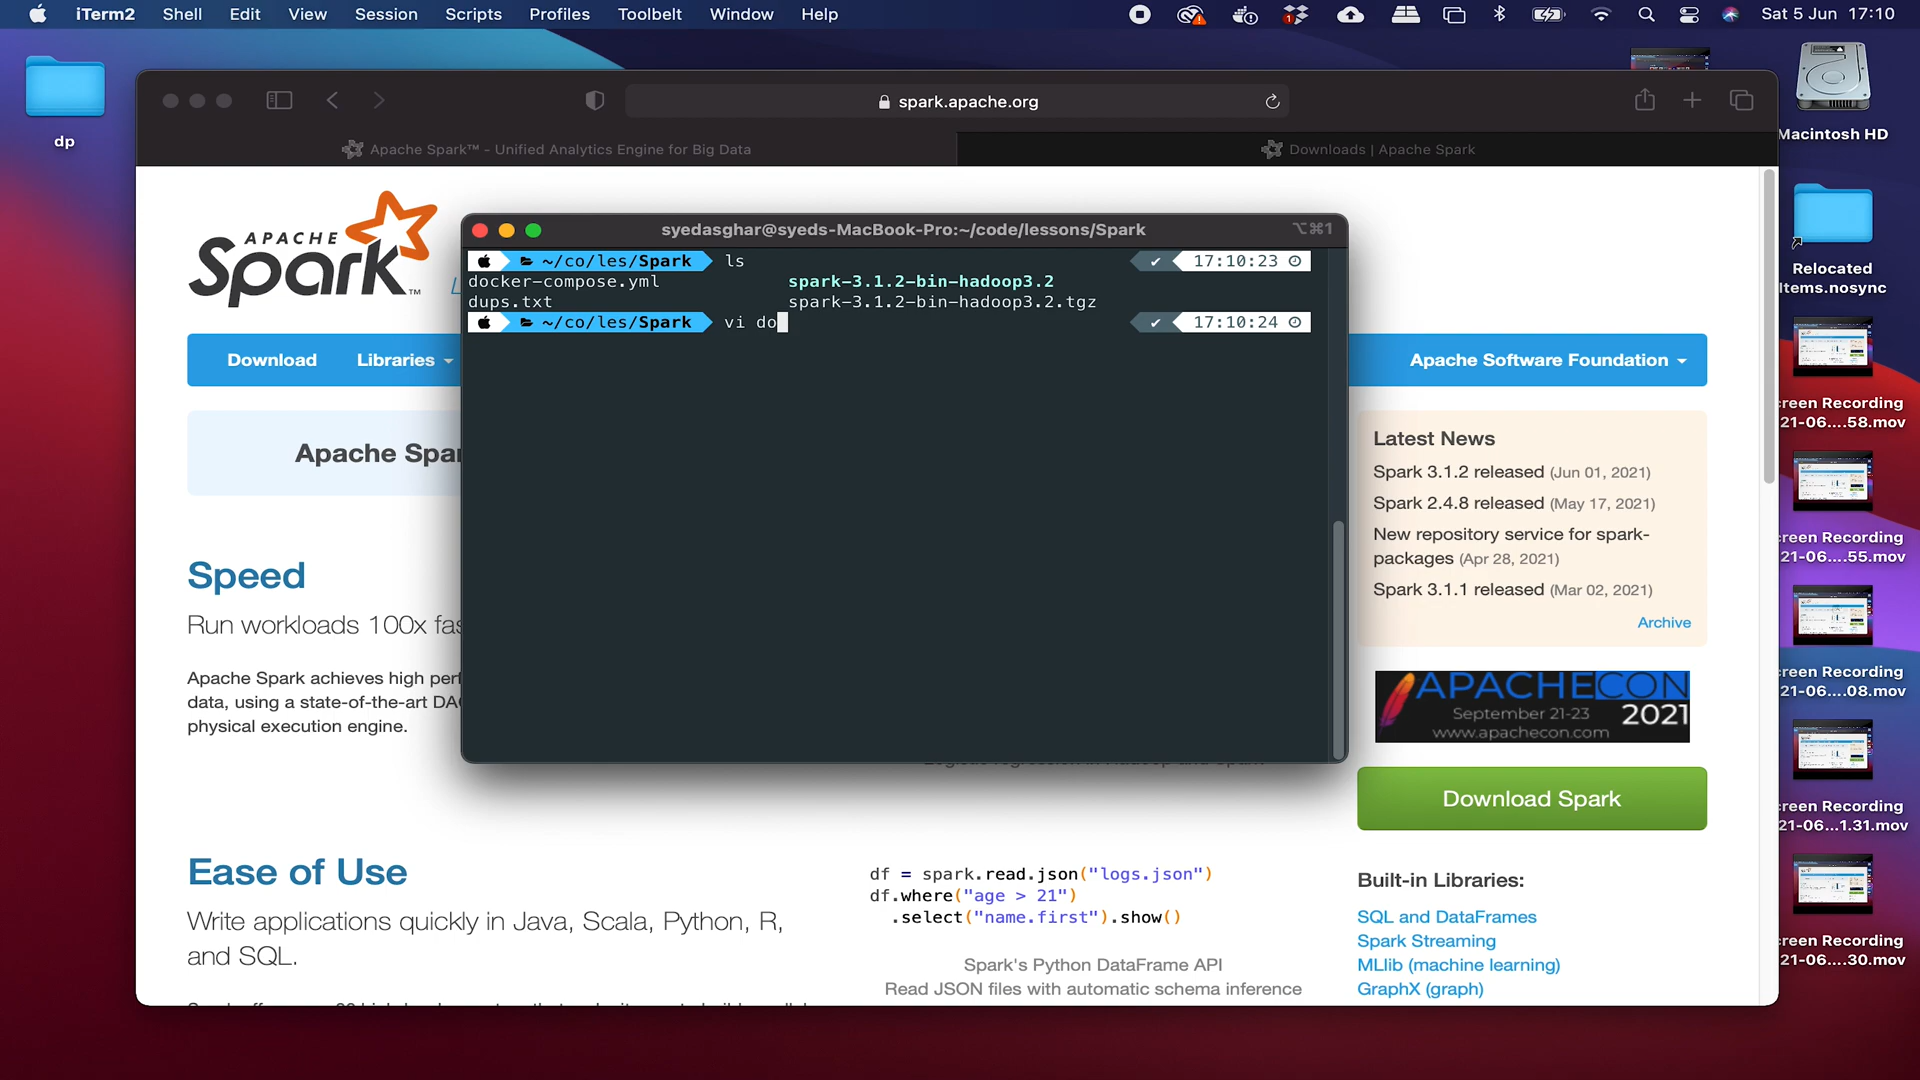 iTerm2 Shell Edit View Session Scripts Profiles Toolbelt Window Help
Sat 5 Jun 17:10
dp
spark.apache.org
Apache Spark™ - Unified Analytics Engine for Big Data
Downloads | Apache Spark
Macintosh HD
APACHE
Spark™
syedasghar@syeds-MacBook-Pro:~/code/lessons/Spark
⌥⌘1
~/co/les/Spark ls ✔ 17:10:23
docker-compose.yml spark-3.1.2-bin-hadoop3.2
dups.txt spark-3.1.2-bin-hadoop3.2.tgz
~/co/les/Spark vi do ✔ 17:10:24
Relocated
Items.nosync
Download Libraries
Apache Software Foundation
Apache Spar
Latest News
Spark 3.1.2 released (Jun 01, 2021)
Spark 2.4.8 released (May 17, 2021)
New repository service for spark-
packages (Apr 28, 2021)
Spark 3.1.1 released (Mar 02, 2021)
Archive
creen Recording
21-06....58.mov
creen Recording
21-06....55.mov
creen Recording
21-06....08.mov
creen Recording
21-06...1.31.mov
creen Recording
21-06....30.mov
Speed
Run workloads 100x fas
Apache Spark achieves high perf
data, using a state-of-the-art DAG
physical execution engine.
APACHECON
September 21-23 2021
www.apachecon.com
Download Spark
Ease of Use
Write applications quickly in Java, Scala, Python, R,
and SQL.
df = spark.read.json("logs.json")
df.where("age > 21")
.select("name.first").show()
Spark's Python DataFrame API
Read JSON files with automatic schema inference
Built-in Libraries:
SQL and DataFrames
Spark Streaming
MLlib (machine learning)
GraphX (graph)